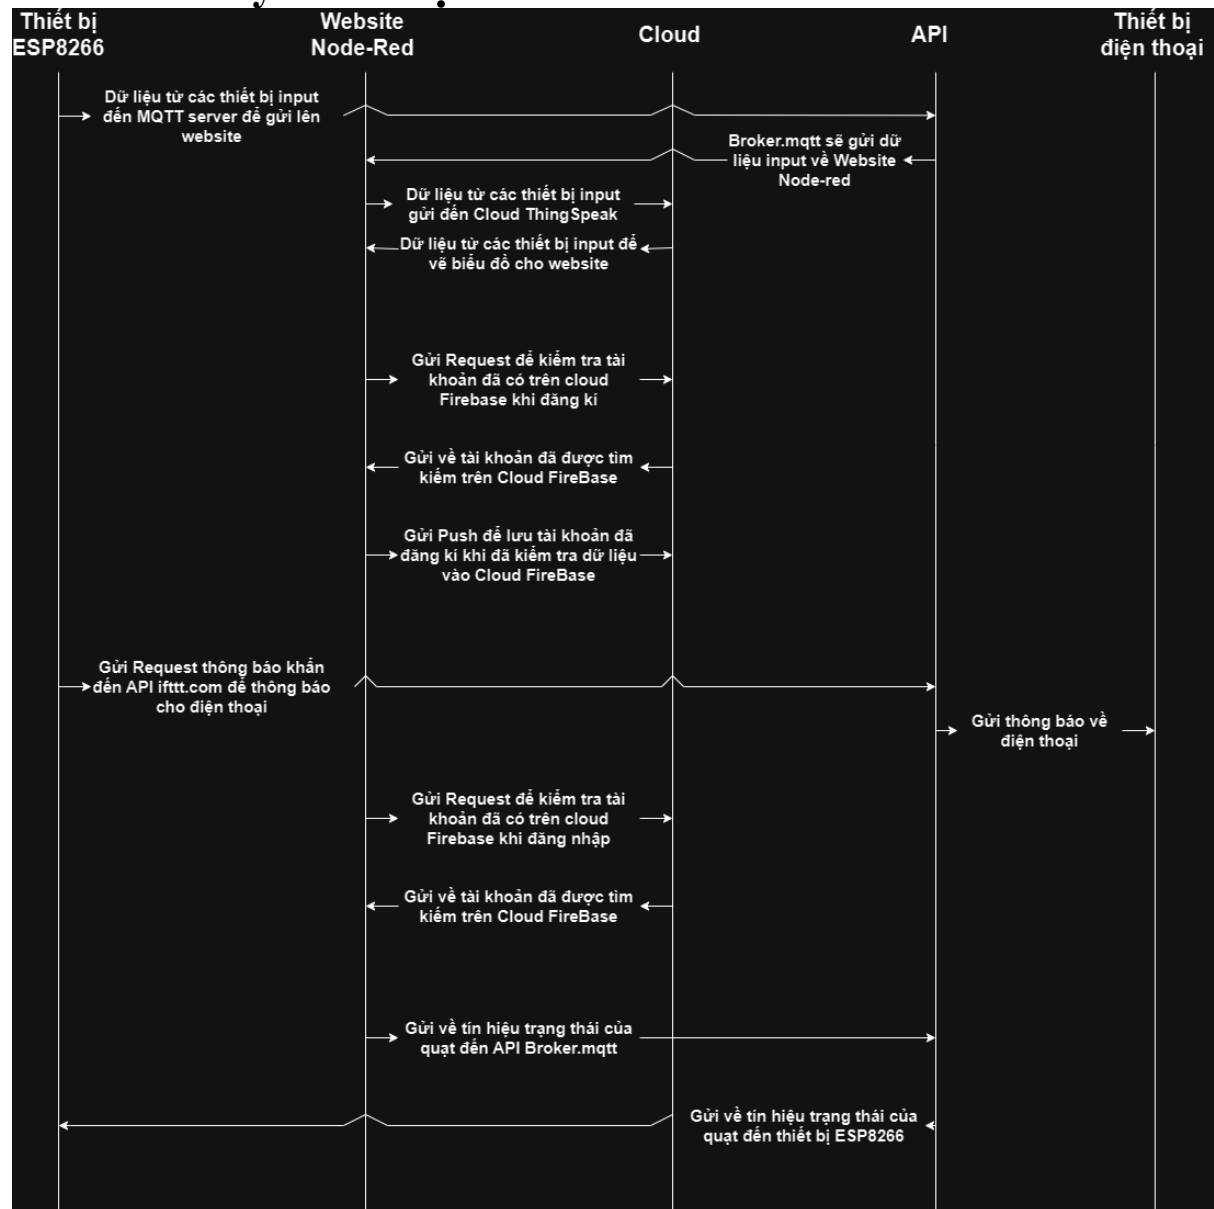 Thiết bị
ESP8266
Website
Node-Red
Cloud
API
Thiết bị
điện thoại
Dữ liệu từ các thiết bị input
đến MQTT server để gửi lên
website
Broker.mqtt sẽ gửi dữ
liệu input về Website
Node-red
Dữ liệu từ các thiết bị input
gửi đến Cloud ThingSpeak
Dữ liệu từ các thiết bị input để
vẽ biểu đồ cho website
Gửi Request để kiểm tra tài
khoản đã có trên cloud
Firebase khi đăng kí
Gửi về tài khoản đã được tìm
kiếm trên Cloud FireBase
Gửi Push để lưu tài khoản đã
đăng kí khi đã kiểm tra dữ liệu
vào Cloud FireBase
Gửi Request thông báo khẩn
đến API ifttt.com để thông báo
cho điện thoại
Gửi thông báo về
điện thoại
Gửi Request để kiểm tra tài
khoản đã có trên cloud
Firebase khi đăng nhập
Gửi về tài khoản đã được tìm
kiếm trên Cloud FireBase
Gửi về tín hiệu trạng thái của
quạt đến API Broker.mqtt
Gửi về tín hiệu trạng thái của
quạt đến thiết bị ESP8266